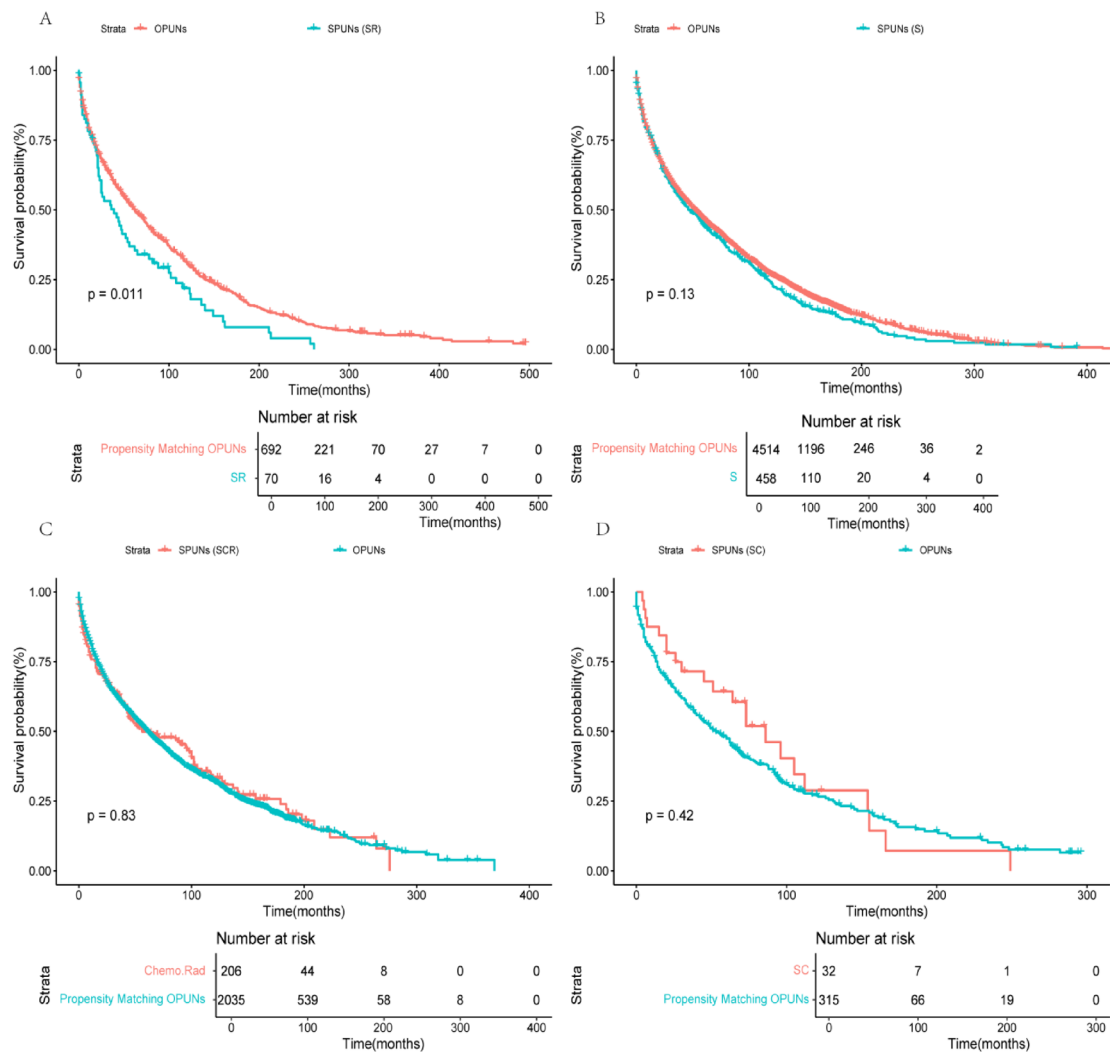 A
Strata OPUNs SPUNs (SR)
1.00
0.75
0.50
0.25
0.00
Survival probability(%)
p = 0.011
0 100 200 300 400 500
Time(months)
Number at risk
Strata
Propensity Matching OPUNs 692 221 70 27 7 0
SR 70 16 4 0 0 0
0 100 200 300 400 500
Time(months)
B
Strata OPUNs SPUNs (S)
1.00
0.75
0.50
0.25
0.00
Survival probability(%)
p = 0.13
0 100 200 300 400
Time(months)
Number at risk
Strata
Propensity Matching OPUNs 4514 1196 246 36 2
S 458 110 20 4 0
0 100 200 300 400
Time(months)
C
Strata SPUNs (SCR) OPUNs
1.00
0.75
0.50
0.25
0.00
Survival probability(%)
p = 0.83
0 100 200 300 400
Time(months)
Number at risk
Strata
Chemo.Rad 206 44 8 0 0
Propensity Matching OPUNs 2035 539 58 8 0
0 100 200 300 400
Time(months)
D
Strata SPUNs (SC) OPUNs
1.00
0.75
0.50
0.25
0.00
Survival probability(%)
p = 0.42
0 100 200 300
Time(months)
Number at risk
Strata
SC 32 7 1 0
Propensity Matching OPUNs 315 66 19 0
0 100 200 300
Time(months)